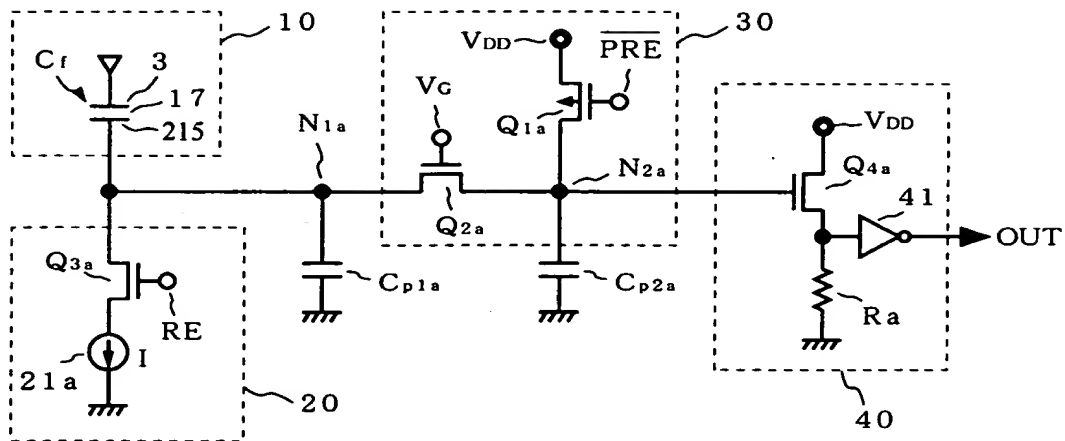 10
Cf
3
17
215
VDD
PRE
30
VG
Q1a
N1a
N2a
Q2a
VDD
Q4a
41
OUT
Q3a
RE
Cp1a
Cp2a
Ra
21a
I
20
40